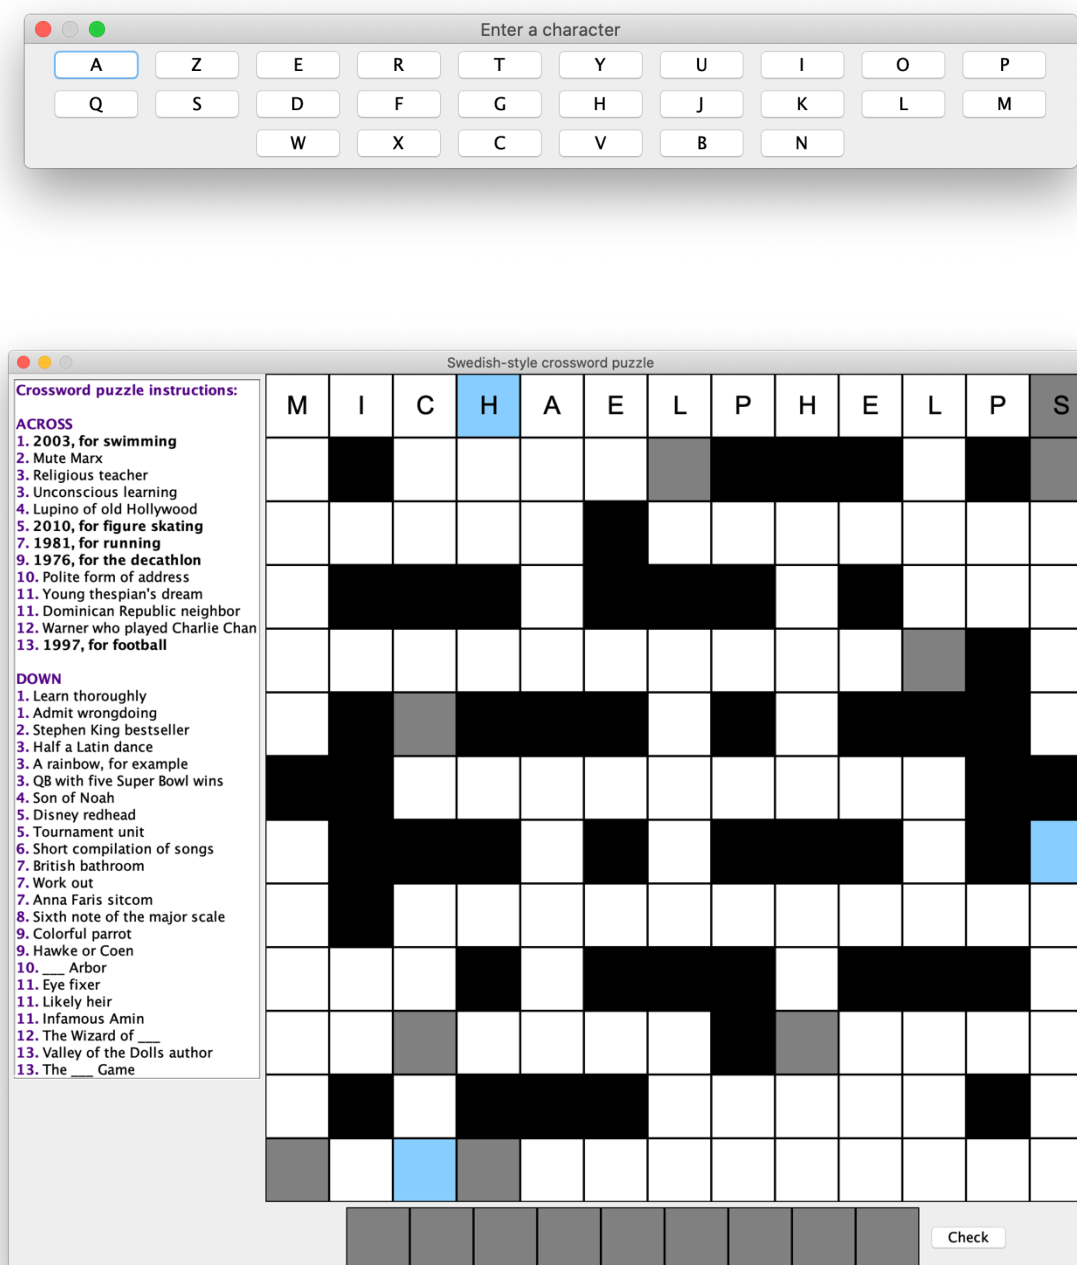 Enter a character
A Z E R T Y U I O P
Q S D F G H J K L M
W X C V B N
Swedish-style crossword puzzle
Crossword puzzle instructions:
ACROSS
1. 2003, for swimming
2. Mute Marx
3. Religious teacher
3. Unconscious learning
4. Lupino of old Hollywood
5. 2010, for figure skating
7. 1981, for running
9. 1976, for the decathlon
10. Polite form of address
11. Young thespian's dream
11. Dominican Republic neighbor
12. Warner who played Charlie Chan
13. 1997, for football
DOWN
1. Learn thoroughly
1. Admit wrongdoing
2. Stephen King bestseller
3. Half a Latin dance
3. A rainbow, for example
3. QB with five Super Bowl wins
4. Son of Noah
5. Disney redhead
5. Tournament unit
6. Short compilation of songs
7. British bathroom
7. Work out
7. Anna Faris sitcom
8. Sixth note of the major scale
9. Colorful parrot
9. Hawke or Coen
10. ___ Arbor
11. Eye fixer
11. Likely heir
11. Infamous Amin
12. The Wizard of ___
13. Valley of the Dolls author
13. The ___ Game
M I C H A E L P H E L P S
Check